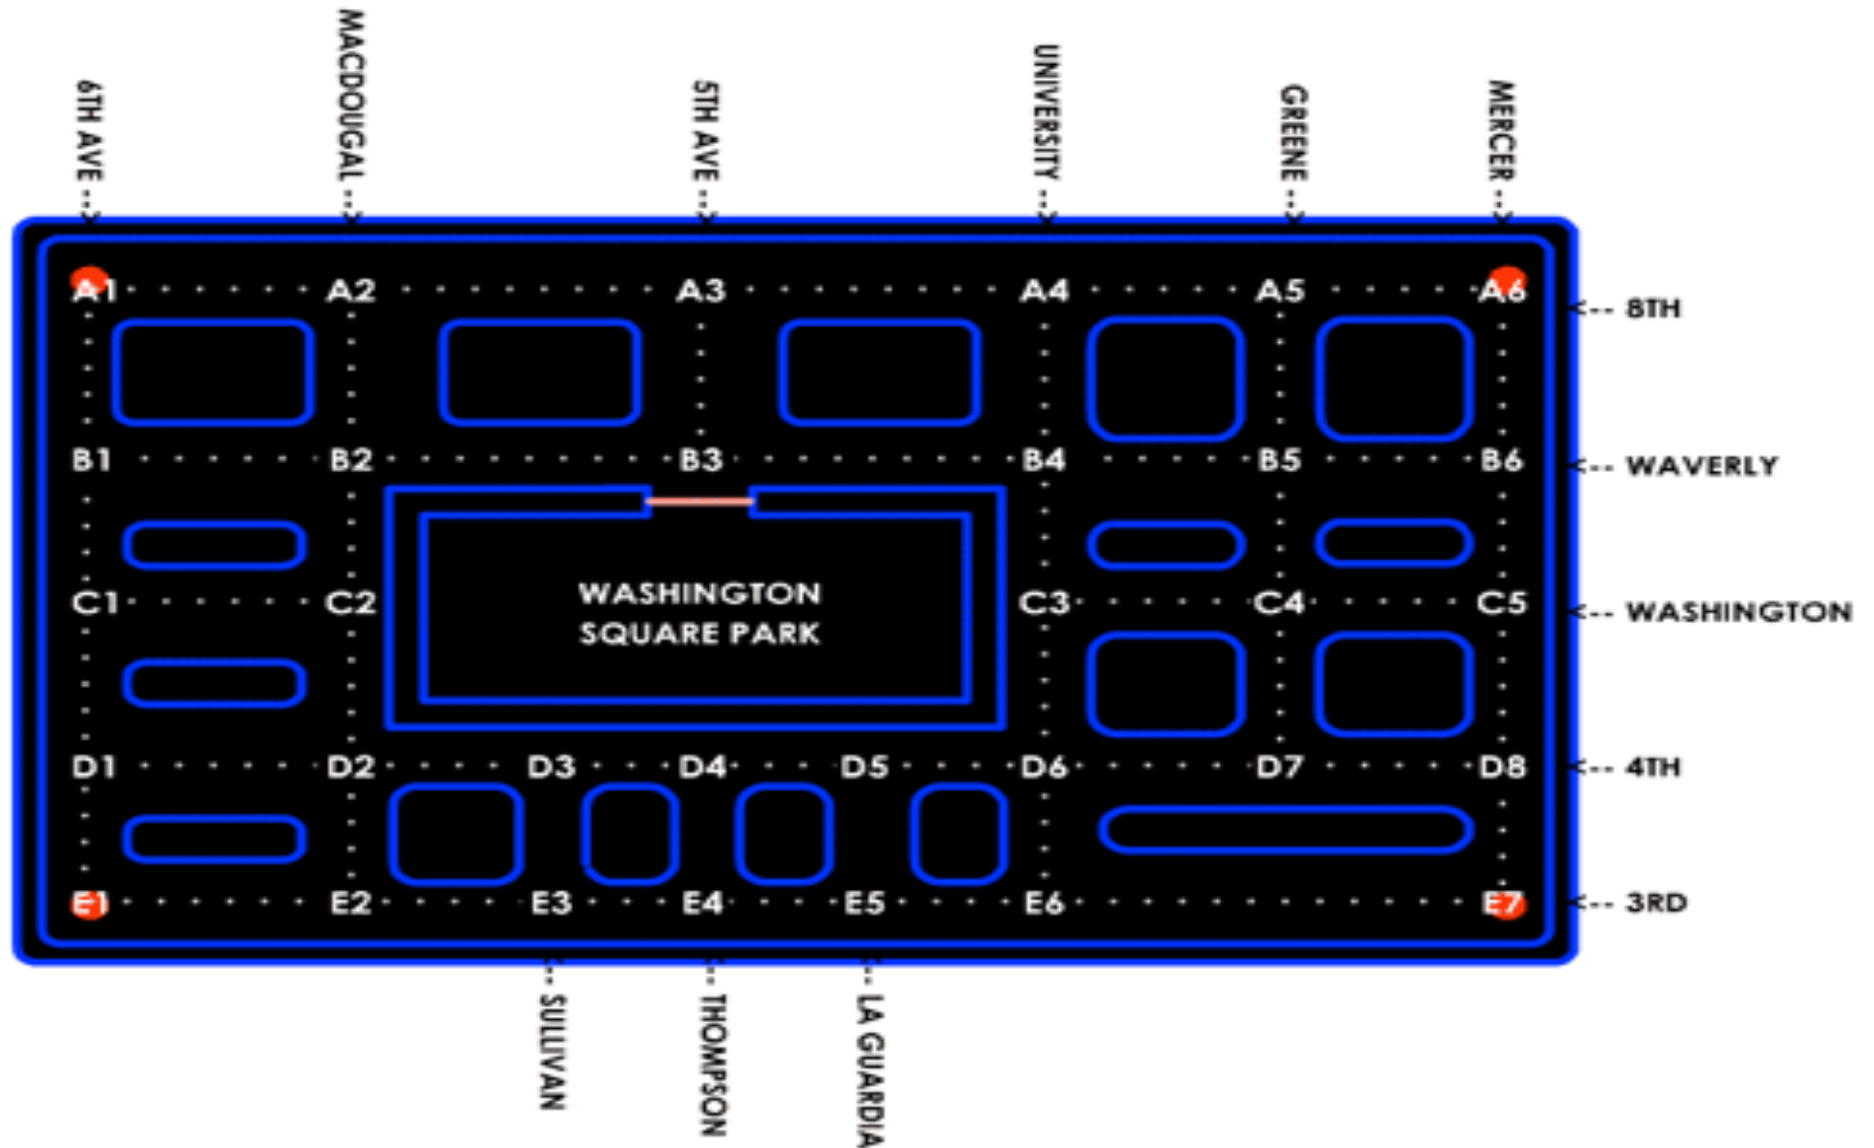 6TH AVE -->
MACDOUGAL -->
5TH AVE -->
UNIVERSITY -->
GREENE -->
MERCER -->
A1 A2 A3 A4 A5 A6
<-- 8TH
B1 B2 B3 B4 B5 B6
<-- WAVERLY
WASHINGTON
SQUARE PARK
C1 C2 C3 C4 C5
<-- WASHINGTON
D1 D2 D3 D4 D5 D6 D7 D8
<-- 4TH
E1 E2 E3 E4 E5 E6 E7
<-- 3RD
<-- SULLIVAN
<-- THOMPSON
<-- LA GUARDIA